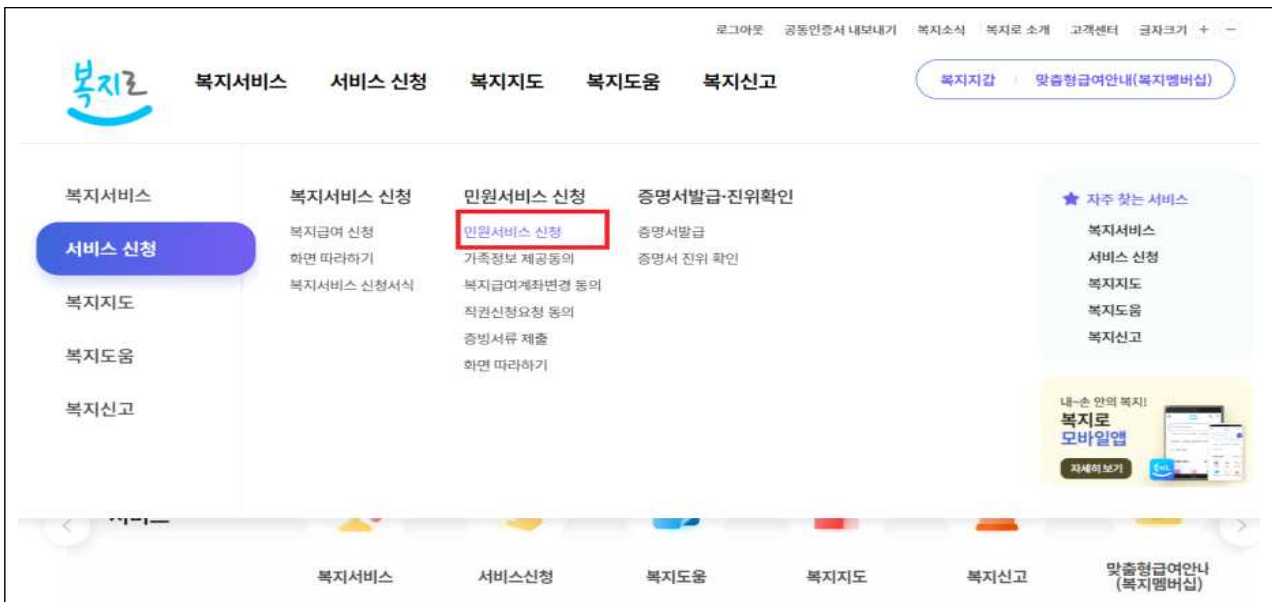 로그아웃 공동인증서 내보내기 복지소식 복지로 소개 고객센터 글자크기 + -
복지로 복지서비스 서비스 신청 복지지도 복지도움 복지신고 복지지갑 맞춤형급여안내(복지멤버십)
복지서비스
서비스 신청
복지지도
복지도움
복지신고
복지서비스 신청
복지급여 신청
화면 따라하기
복지서비스 신청서식
민원서비스 신청
민원서비스 신청
가족정보 제공동의
복지급여계좌변경 동의
직권신청요청 동의
증빙서류 제출
화면 따라하기
증명서발급·진위확인
증명서발급
증명서 진위 확인
★ 자주 찾는 서비스
복지서비스
서비스 신청
복지지도
복지도움
복지신고
내~손 안의 복지!
복지로
모바일앱
자세히 보기
복지서비스 서비스신청 복지도움 복지지도 복지신고 맞춤형급여안내
(복지멤버십)